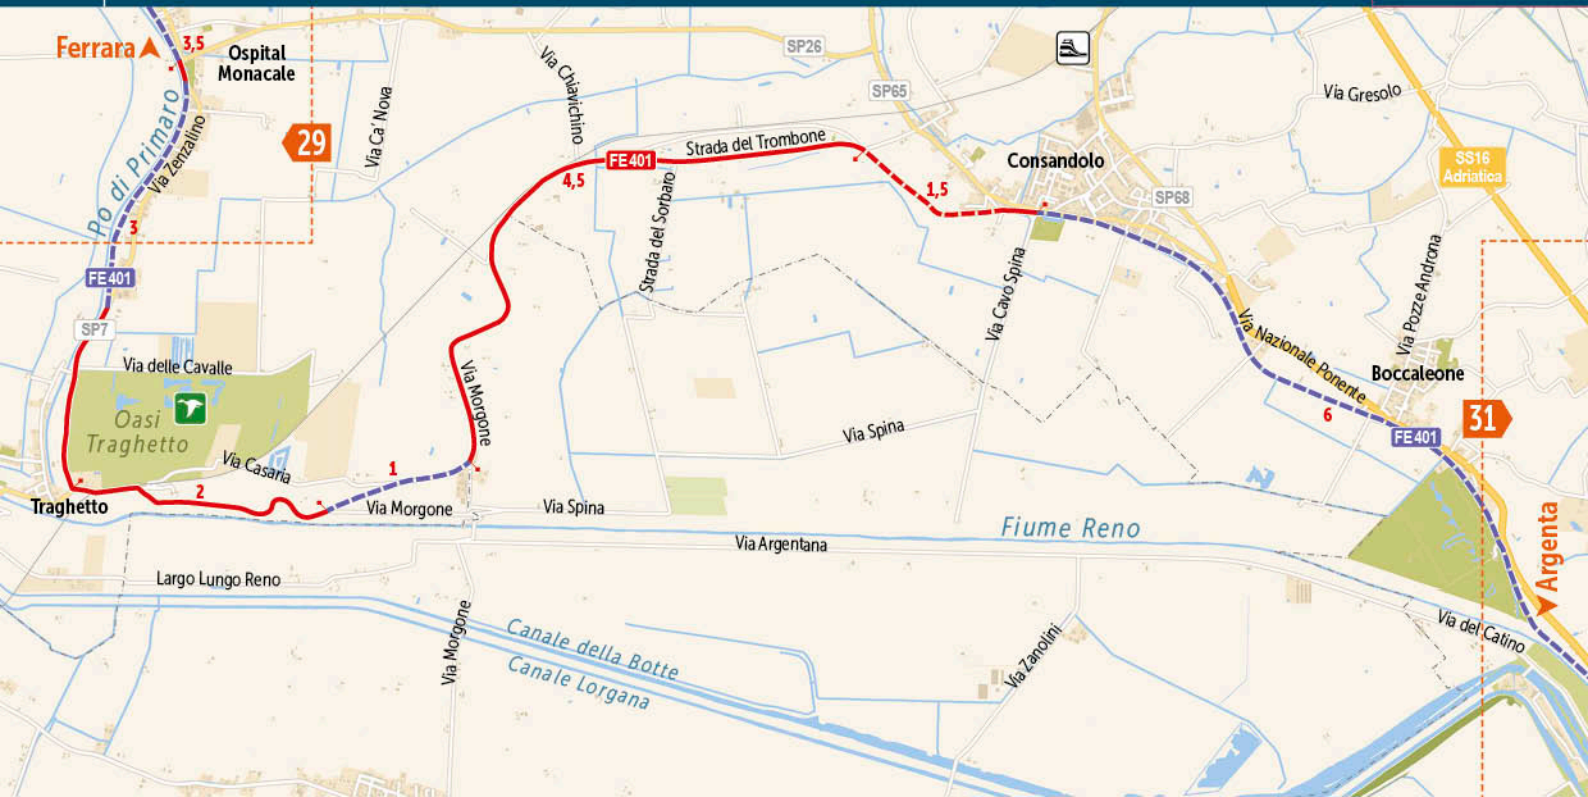 Ferrara
3,5
Ospital
Monacale
SP26
Via Chiavichino
SP65
Via Gresolo
Via Ca' Nova
Po di Primaro
Via Zenzalino
29
Strada del Trombone
FE401
4,5
Consandolo
SS16
Adriatica
1,5
SP68
3
Strada del Sorbaro
FE401
Via Cavo Spina
Via Pozze Androna
SP7
Via Nazionale Ponente
Via delle Cavalle
Boccaleone
Oasi
Traghetto
Via Morgone
6
31
FE401
Via Spina
Via Casaria
1
2
Traghetto
Via Morgone
Via Spina
Fiume Reno
Via Argentana
Argenta
Largo Lungo Reno
Via Morgone
Canale della Botte
Canale Lorgana
Via Zanolini
Via del Catino